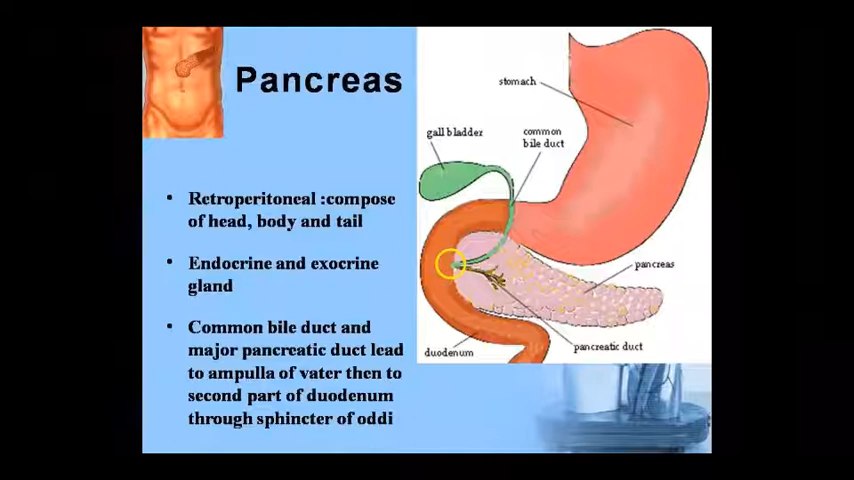 Pancreas
• Retroperitoneal :compose
of head, body and tail
• Endocrine and exocrine
gland
• Common bile duct and
major pancreatic duct lead
to ampulla of vater then to
second part of duodenum
through sphincter of oddi
stomach
gall bladder
common
bile duct
pancreas
pancreatic duct
duodenum